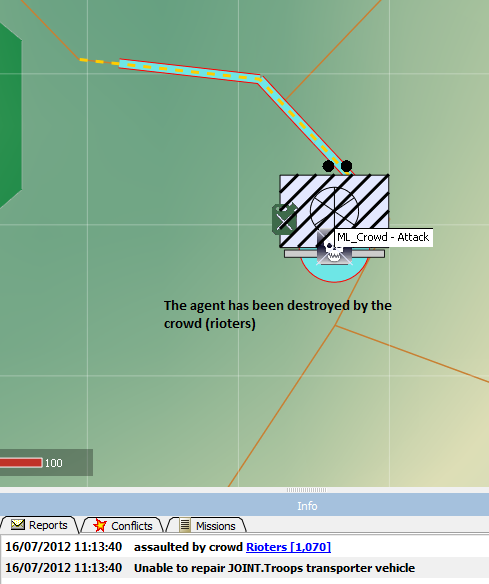 ML_Crowd - Attack
The agent has been destroyed by the
crowd (rioters)
100
Info
Reports Conflicts Missions
16/07/2012 11:13:40 assaulted by crowd Rioters [1,070]
16/07/2012 11:13:40 Unable to repair JOINT.Troops transporter vehicle